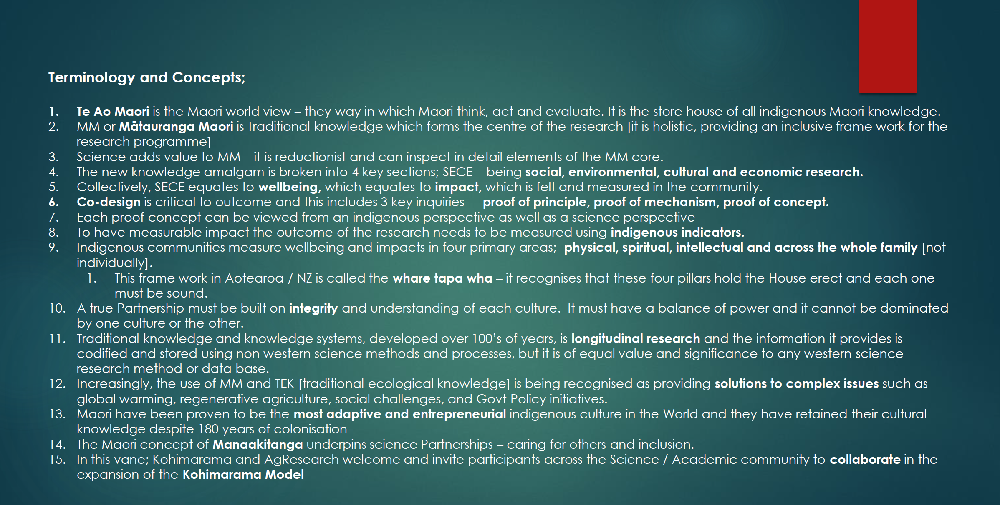 Terminology and Concepts;
1. Te Ao Maori is the Maori world view – they way in which Maori think, act and evaluate. It is the store house of all indigenous Maori knowledge.
2. MM or Mātauranga Maori is Traditional knowledge which forms the centre of the research [it is holistic, providing an inclusive frame work for the
research programme]
3. Science adds value to MM – it is reductionist and can inspect in detail elements of the MM core.
4. The new knowledge amalgam is broken into 4 key sections; SECE – being social, environmental, cultural and economic research.
5. Collectively, SECE equates to wellbeing, which equates to impact, which is felt and measured in the community.
6. Co-design is critical to outcome and this includes 3 key inquiries - proof of principle, proof of mechanism, proof of concept.
7. Each proof concept can be viewed from an indigenous perspective as well as a science perspective
8. To have measurable impact the outcome of the research needs to be measured using indigenous indicators.
9. Indigenous communities measure wellbeing and impacts in four primary areas; physical, spiritual, intellectual and across the whole family [not
individually].
1. This frame work in Aotearoa / NZ is called the whare tapa wha – it recognises that these four pillars hold the House erect and each one
must be sound.
10. A true Partnership must be built on integrity and understanding of each culture. It must have a balance of power and it cannot be dominated
by one culture or the other.
11. Traditional knowledge and knowledge systems, developed over 100's of years, is longitudinal research and the information it provides is
codified and stored using non western science methods and processes, but it is of equal value and significance to any western science
research method or data base.
12. Increasingly, the use of MM and TEK [traditional ecological knowledge] is being recognised as providing solutions to complex issues such as
global warming, regenerative agriculture, social challenges, and Govt Policy initiatives.
13. Maori have been proven to be the most adaptive and entrepreneurial indigenous culture in the World and they have retained their cultural
knowledge despite 180 years of colonisation
14. The Maori concept of Manaakitanga underpins science Partnerships – caring for others and inclusion.
15. In this vane; Kohimarama and AgResearch welcome and invite participants across the Science / Academic community to collaborate in the
expansion of the Kohimarama Model